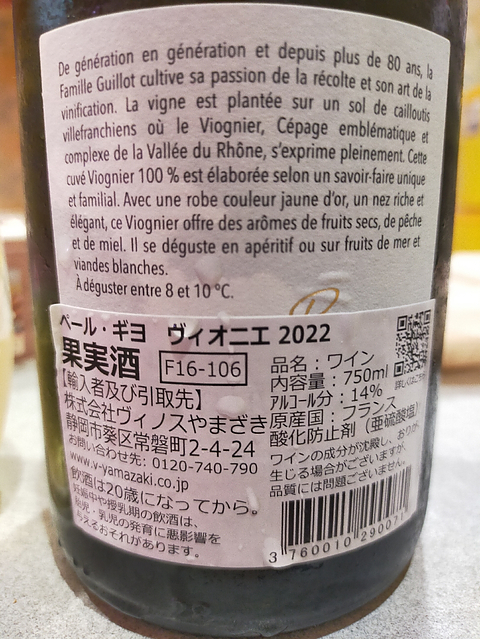 De génération en génération et depuis plus de 80 ans, la
Famille Guillot cultive sa passion de la récolte et son art de la
vinification. La vigne est plantée sur un sol de cailloutis
villefranchiens où le Viognier, Cépage emblématique et
complexe de la Vallée du Rhône, s'exprime pleinement. Cette
cuvé Viognier 100 % est élaborée selon un savoir-faire unique
et familial. Avec une robe couleur jaune d'or, un nez riche et
élégant, ce Viognier offre des arômes de fruits secs, de pêche
et de miel. Il se déguste en apéritif ou sur fruits de mer et
viandes blanches.
À déguster entre 8 et 10 °C.
ペール・ギヨ ヴィオニエ 2022
果実酒 F16-106
【輸入者及び引取先】
株式会社ヴィノスやまざき
静岡市葵区常磐町2-4-24
お問い合わせ先: 0120-740-790
www.v-yamazaki.co.jp
飲酒は20歳になってから。
妊娠中や授乳期の飲酒は、
胎児・乳児の発育に悪影響を
与えるおそれがあります。
品名：ワイン
内容量：750ml
アルコール分：14%
原産国：フランス
酸化防止剤（亜硫酸塩）
ワインの成分が沈殿し、おりが
生じる場合がございますが、
品質には問題ございません。
詳しくはこちら
3 760010 290071